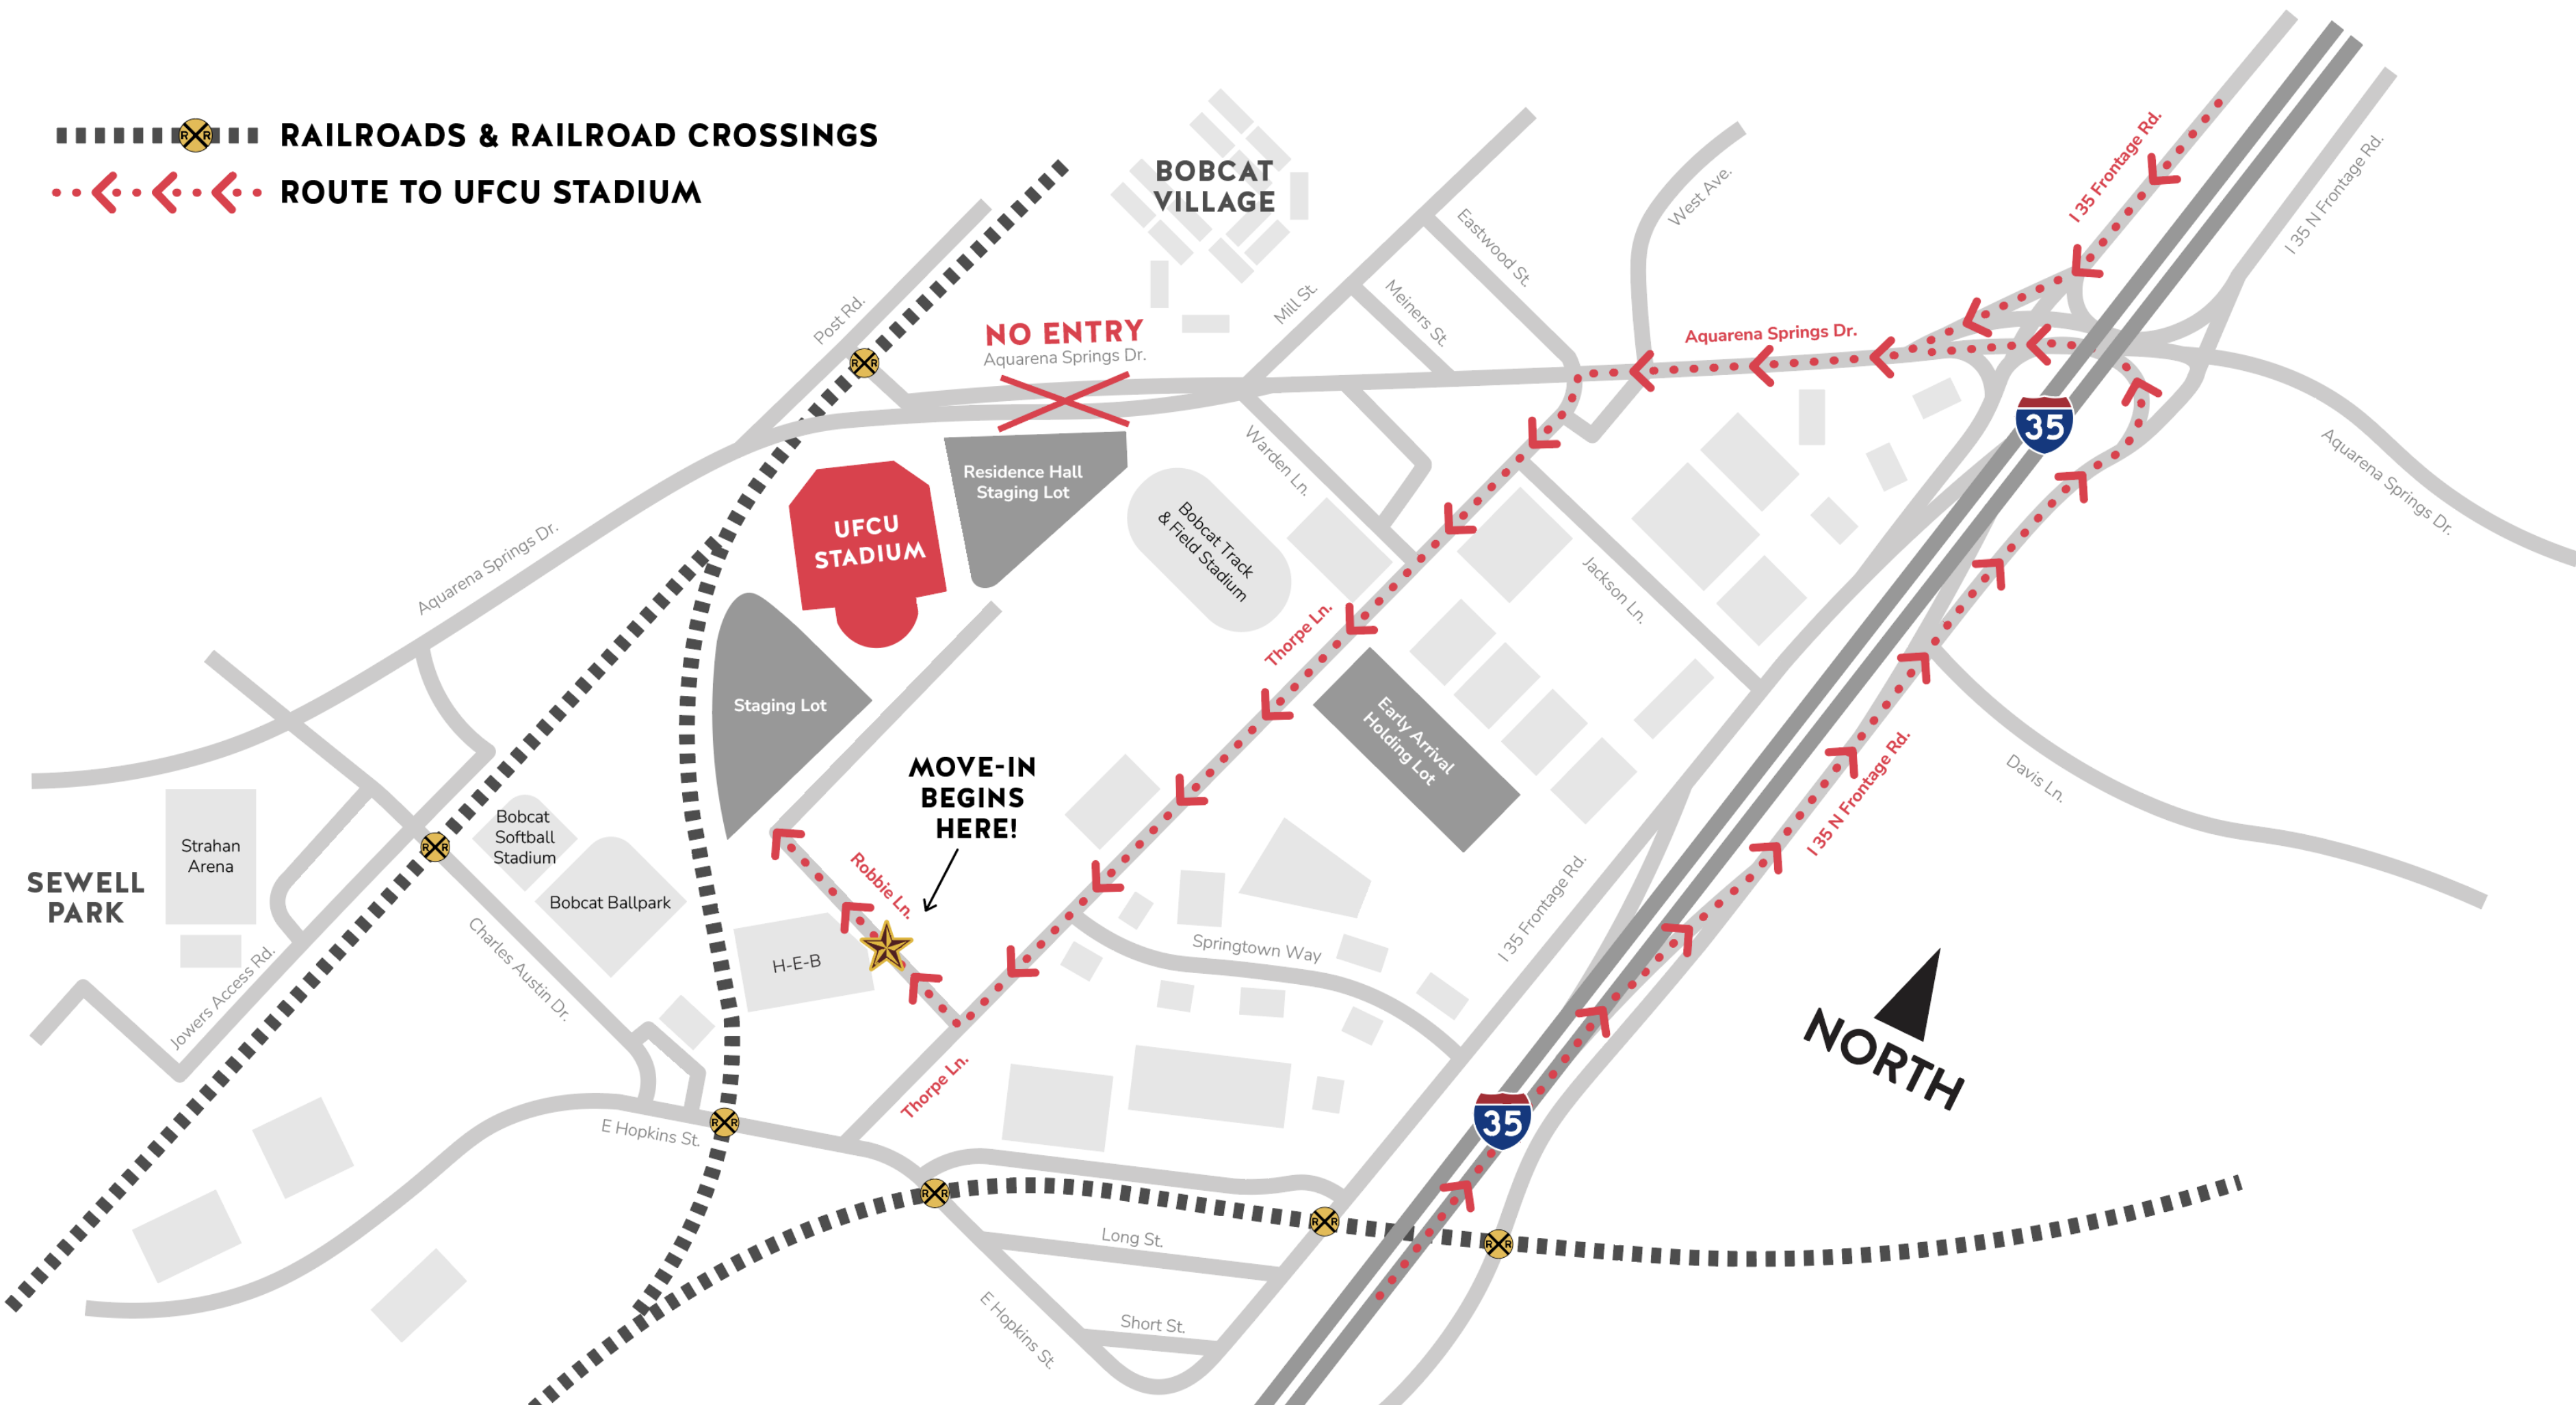 RAILROADS & RAILROAD CROSSINGS
ROUTE TO UFCU STADIUM
BOBCAT
VILLAGE
Post Rd.
NO ENTRY
Aquarena Springs Dr.
Mill St.
Meiners St.
Eastwood St.
West Ave.
Aquarena Springs Dr.
I 35 Frontage Rd.
I 35 N Frontage Rd.
35
Aquarena Springs Dr.
Residence Hall
Staging Lot
UFCU
STADIUM
Warden Ln.
Bobcat Track
& Field Stadium
Jackson Ln.
Aquarena Springs Dr.
Thorpe Ln.
Staging Lot
Early Arrival
Holding Lot
MOVE-IN
BEGINS
HERE!
Davis Ln.
I 35 N Frontage Rd.
Strahan
Arena
SEWELL
PARK
Bobcat
Softball
Stadium
Bobcat Ballpark
Robbie Ln.
H-E-B
Springtown Way
I 35 Frontage Rd.
Charles Austin Dr.
Jowers Access Rd.
NORTH
Thorpe Ln.
E Hopkins St.
35
Long St.
Short St.
E Hopkins St.
R R
R R
R R
R R
R R
R R
R R